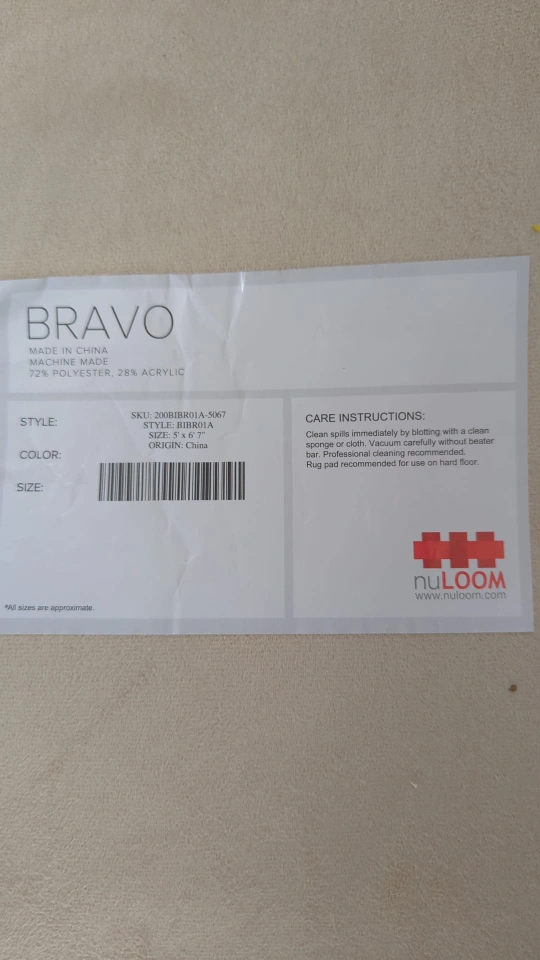 BRAVO
MADE IN CHINA
MACHINE MADE
72% POLYESTER, 28% ACRYLIC
STYLE:
COLOR:
SIZE:
SKU: 200BIBR01A-5067
STYLE: BIBR01A
SIZE: 5' x 6' 7"
ORIGIN: China
*All sizes are approximate.
CARE INSTRUCTIONS:
Clean spills immediately by blotting with a clean
sponge or cloth. Vacuum carefully without beater
bar. Professional cleaning recommended.
Rug pad recommended for use on hard floor.
nuLOOM
www.nuloom.com